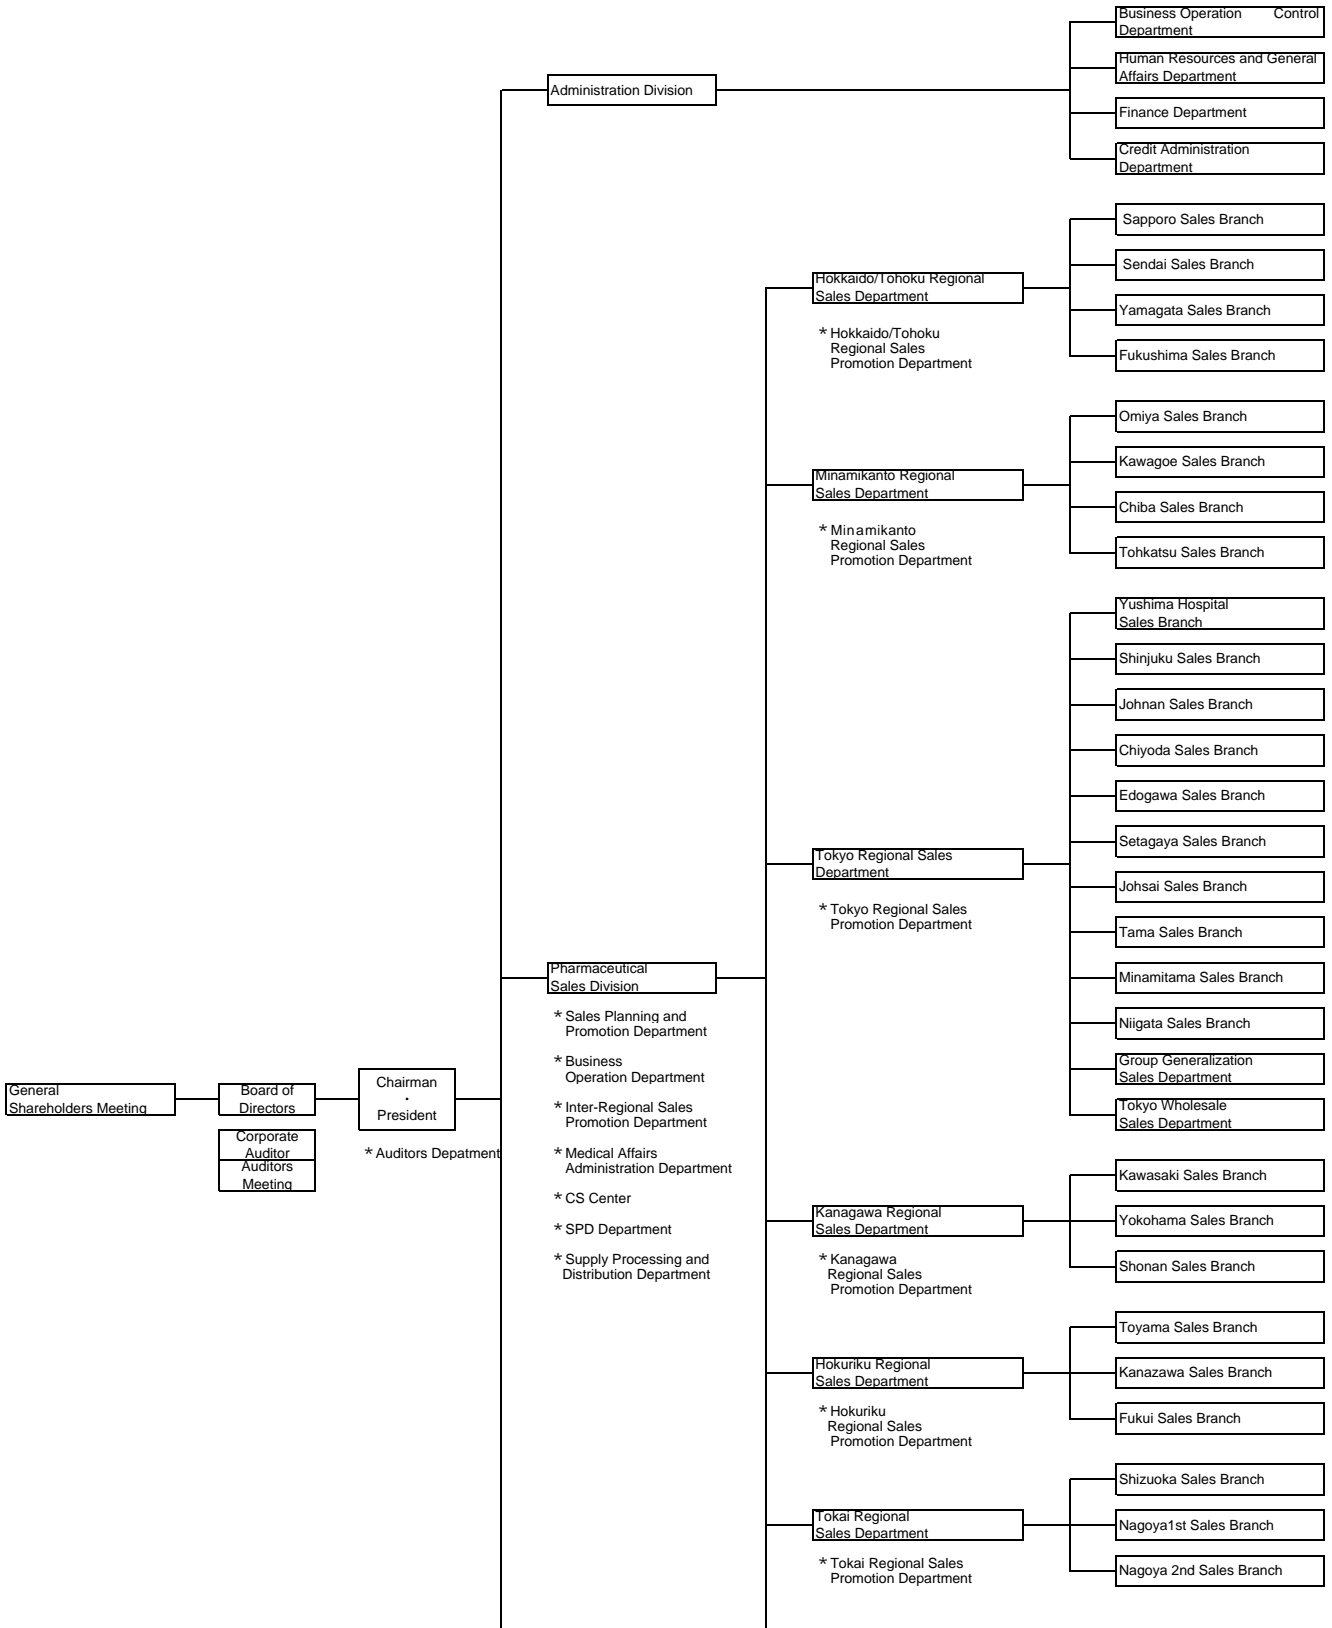 Business Operation Control
Department
Human Resources and General
Affairs Department
Administration Division
Finance Department
Credit Administration
Department
Sapporo Sales Branch
Sendai Sales Branch
Hokkaido/Tohoku Regional
Sales Department
Yamagata Sales Branch
* Hokkaido/Tohoku
Regional Sales
Promotion Department
Fukushima Sales Branch
Omiya Sales Branch
Kawagoe Sales Branch
Minamikanto Regional
Sales Department
Chiba Sales Branch
* Minamikanto
Regional Sales
Promotion Department
Tohkatsu Sales Branch
Yushima Hospital
Sales Branch
Shinjuku Sales Branch
Johnan Sales Branch
Chiyoda Sales Branch
Edogawa Sales Branch
Setagaya Sales Branch
Tokyo Regional Sales
Department
Johsai Sales Branch
* Tokyo Regional Sales
Promotion Department
Tama Sales Branch
Pharmaceutical
Sales Division
Minamitama Sales Branch
* Sales Planning and
Promotion Department
Niigata Sales Branch
* Business
Operation Department
Group Generalization
Sales Department
General
Shareholders Meeting
Board of
Directors
Chairman
・
President
* Inter-Regional Sales
Promotion Department
Tokyo Wholesale
Sales Department
Corporate
Auditor
Auditors
Meeting
* Auditors Depatment
* Medical Affairs
Administration Department
Kawasaki Sales Branch
* CS Center
Kanagawa Regional
Sales Department
Yokohama Sales Branch
* SPD Department
* Supply Processing and
Distribution Department
* Kanagawa
Regional Sales
Promotion Department
Shonan Sales Branch
Toyama Sales Branch
Hokuriku Regional
Sales Department
Kanazawa Sales Branch
* Hokuriku
Regional Sales
Promotion Department
Fukui Sales Branch
Shizuoka Sales Branch
Tokai Regional
Sales Department
Nagoya1st Sales Branch
* Tokai Regional Sales
Promotion Department
Nagoya 2nd Sales Branch